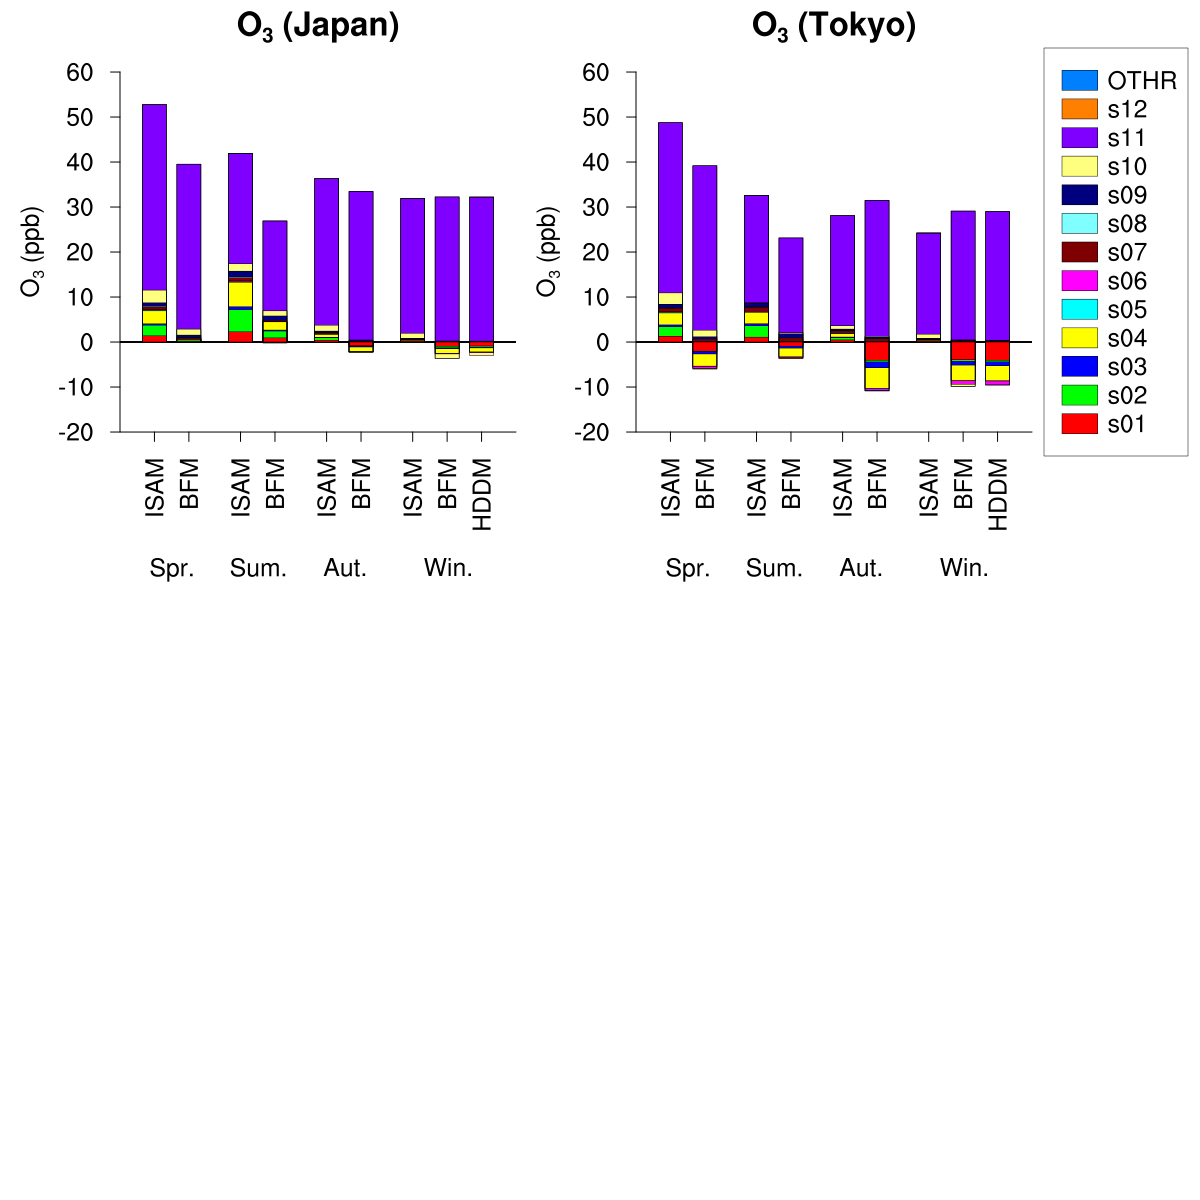 O3 (Japan)
O3 (ppb)
60
50
40
30
20
10
0
-10
-20
ISAM
BFM
ISAM
BFM
ISAM
BFM
ISAM
BFM
HDDM
Spr.
Sum.
Aut.
Win.
O3 (Tokyo)
O3 (ppb)
60
50
40
30
20
10
0
-10
-20
ISAM
BFM
ISAM
BFM
ISAM
BFM
ISAM
BFM
HDDM
Spr.
Sum.
Aut.
Win.
OTHR
s12
s11
s10
s09
s08
s07
s06
s05
s04
s03
s02
s01